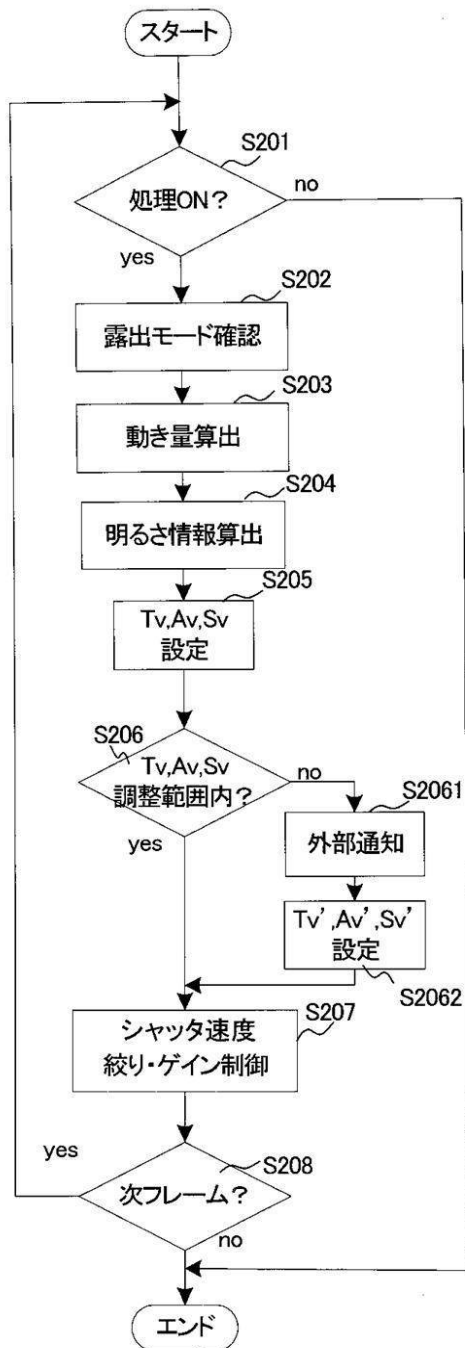 スタート
S201
処理ON?
no
yes
S202
露出モード確認
S203
動き量算出
S204
明るさ情報算出
S205
Tv,Av,Sv
設定
S206
Tv,Av,Sv
調整範囲内?
no
yes
S2061
外部通知
Tv',Av',Sv'
設定
S2062
S207
シャッタ速度
絞り・ゲイン制御
yes
S208
次フレーム?
no
エンド